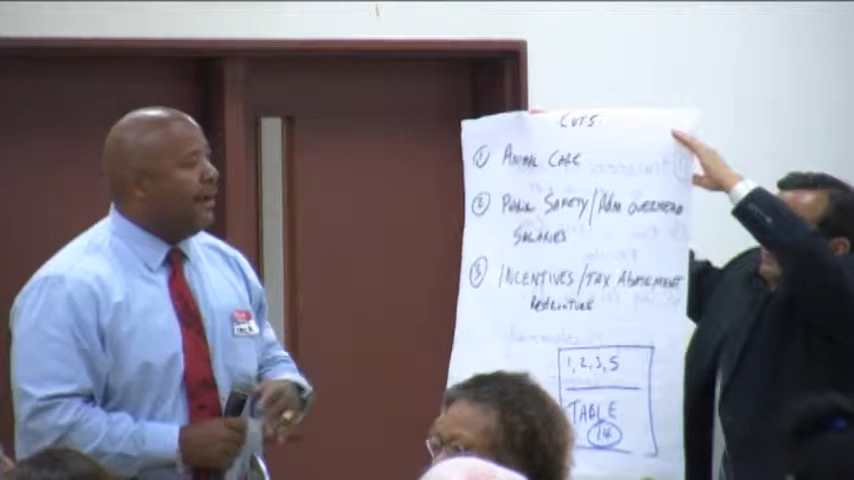 CUTS
① ANIMAL CARE
② PUBLIC SAFETY/ADM OVERHEAD
SALARIES
③ INCENTIVES/TAX ABATEMENT
RESTRUCTURE
1, 2, 3, 5
TABLE
14